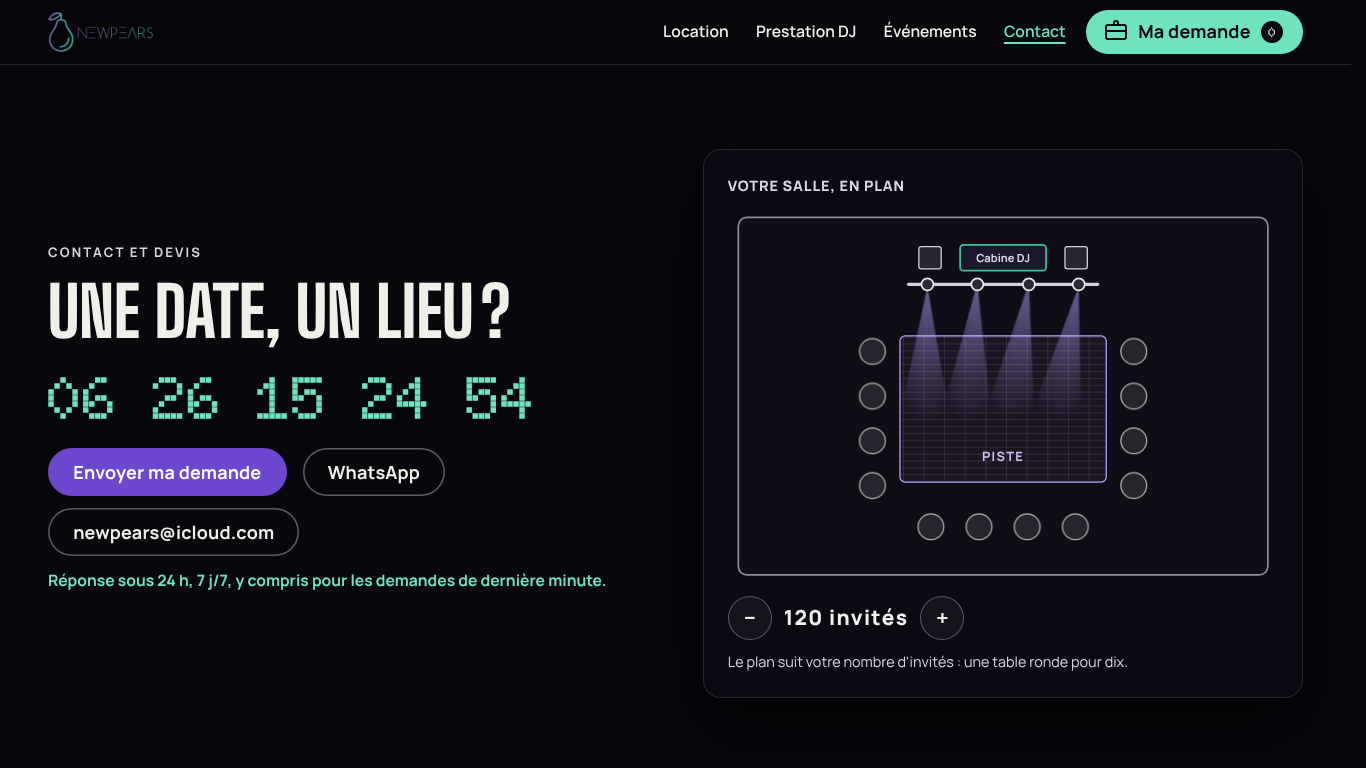 NEWPEARS
Location
Prestation DJ
Événements
Contact
Ma demande
0
CONTACT ET DEVIS
UNE DATE, UN LIEU ?
06 26 15 24 54
Envoyer ma demande
WhatsApp
newpears@icloud.com
Réponse sous 24 h, 7 j/7, y compris pour les demandes de dernière minute.
VOTRE SALLE, EN PLAN
Cabine DJ
PISTE
− 120 invités +
Le plan suit votre nombre d'invités : une table ronde pour dix.